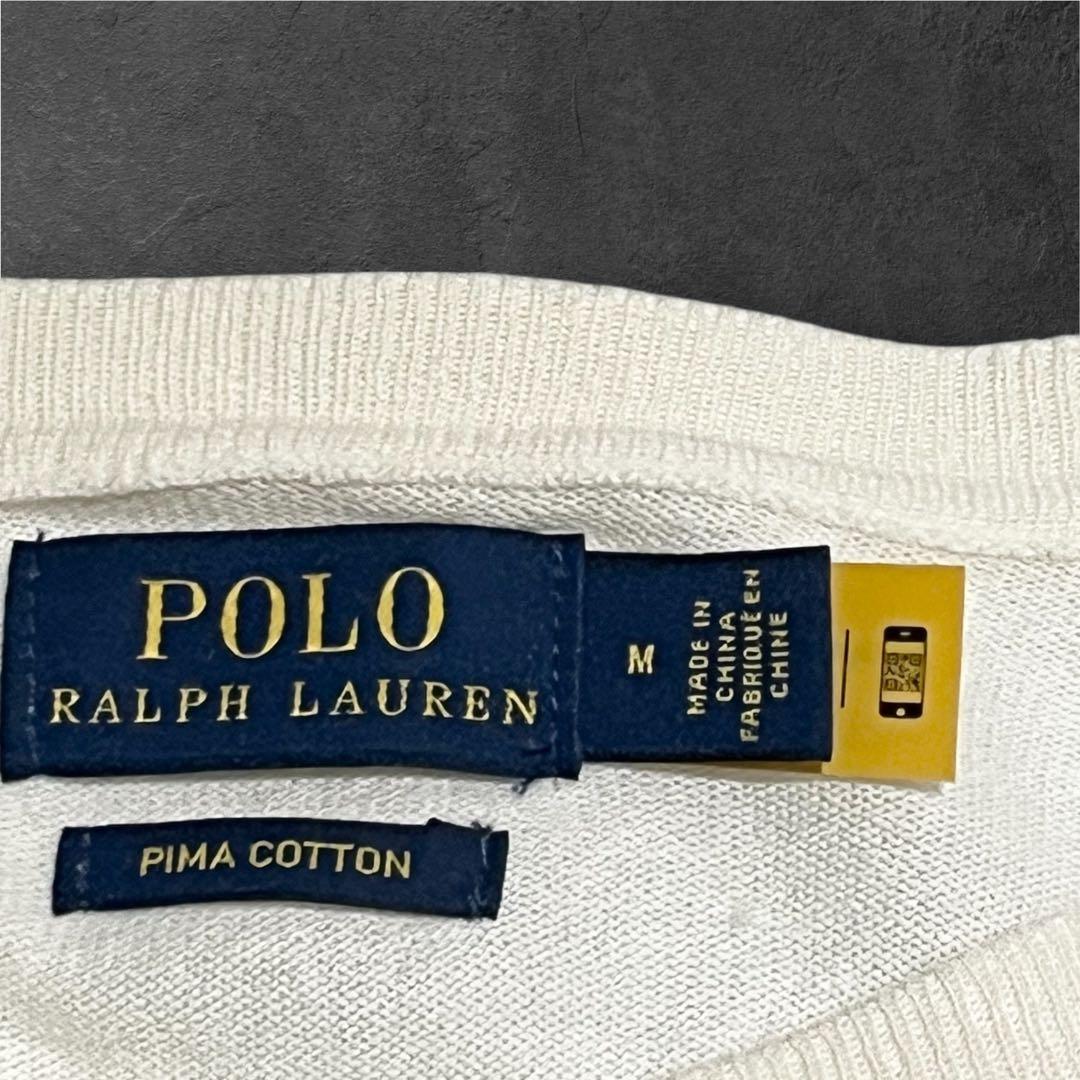 POLO
RALPH LAUREN
M
MADE IN
CHINA
FABRIQUÉ EN
CHINE
PIMA COTTON